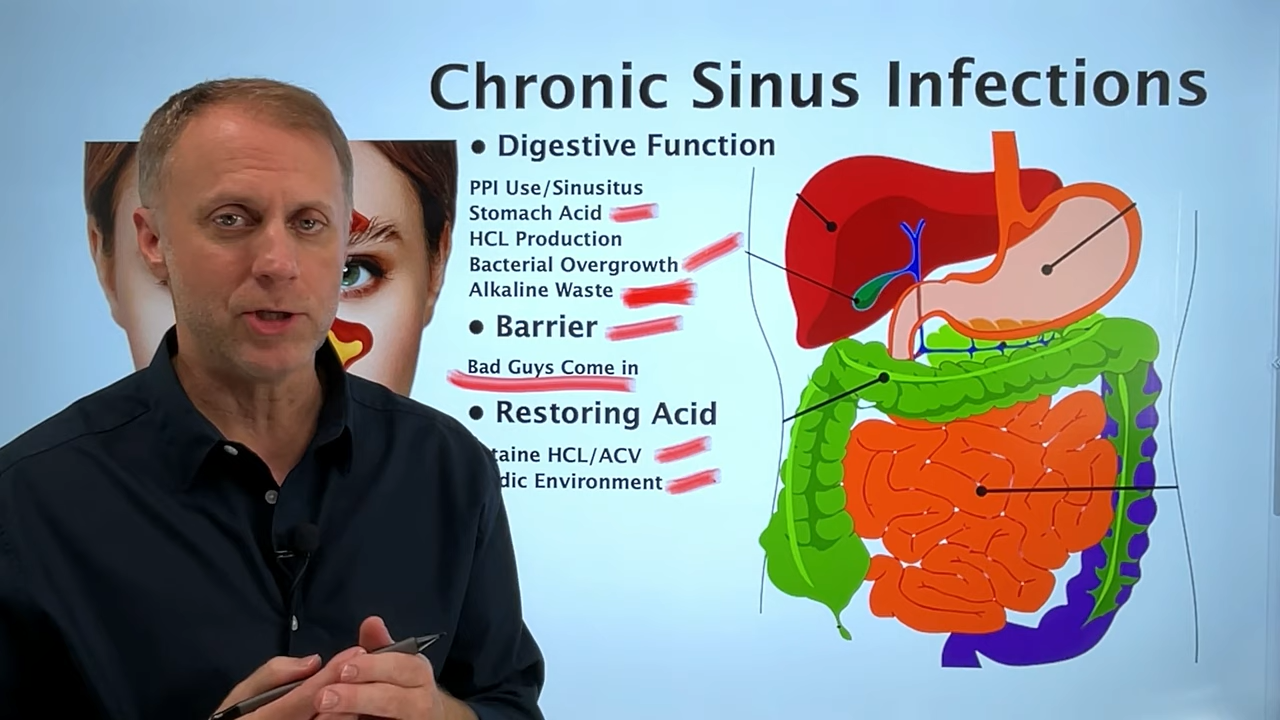 Chronic Sinus Infections
• Digestive Function
PPI Use/Sinusitus
Stomach Acid
HCL Production
Bacterial Overgrowth
Alkaline Waste
• Barrier
Bad Guys Come in
• Restoring Acid
HCL/ACV
Environment